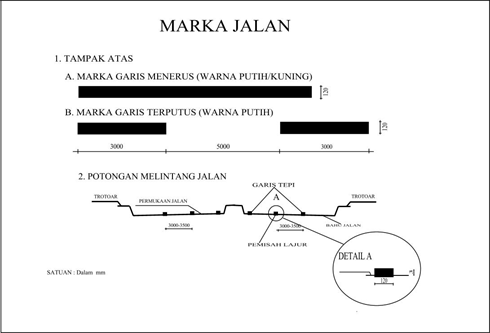 MARKA JALAN
1. TAMPAK ATAS
A. MARKA GARIS MENERUS (WARNA PUTIH/KUNING)
120
B. MARKA GARIS TERPUTUS (WARNA PUTIH)
120
3000 5000 3000
2. POTONGAN MELINTANG JALAN
GARIS TEPI
TROTOAR
A
TROTOAR
PERMUKAAN JALAN
BAHU JALAN
3000-3500
3000-3500
PEMISAH LAJUR
DETAIL A
SATUAN : Dalam mm
120